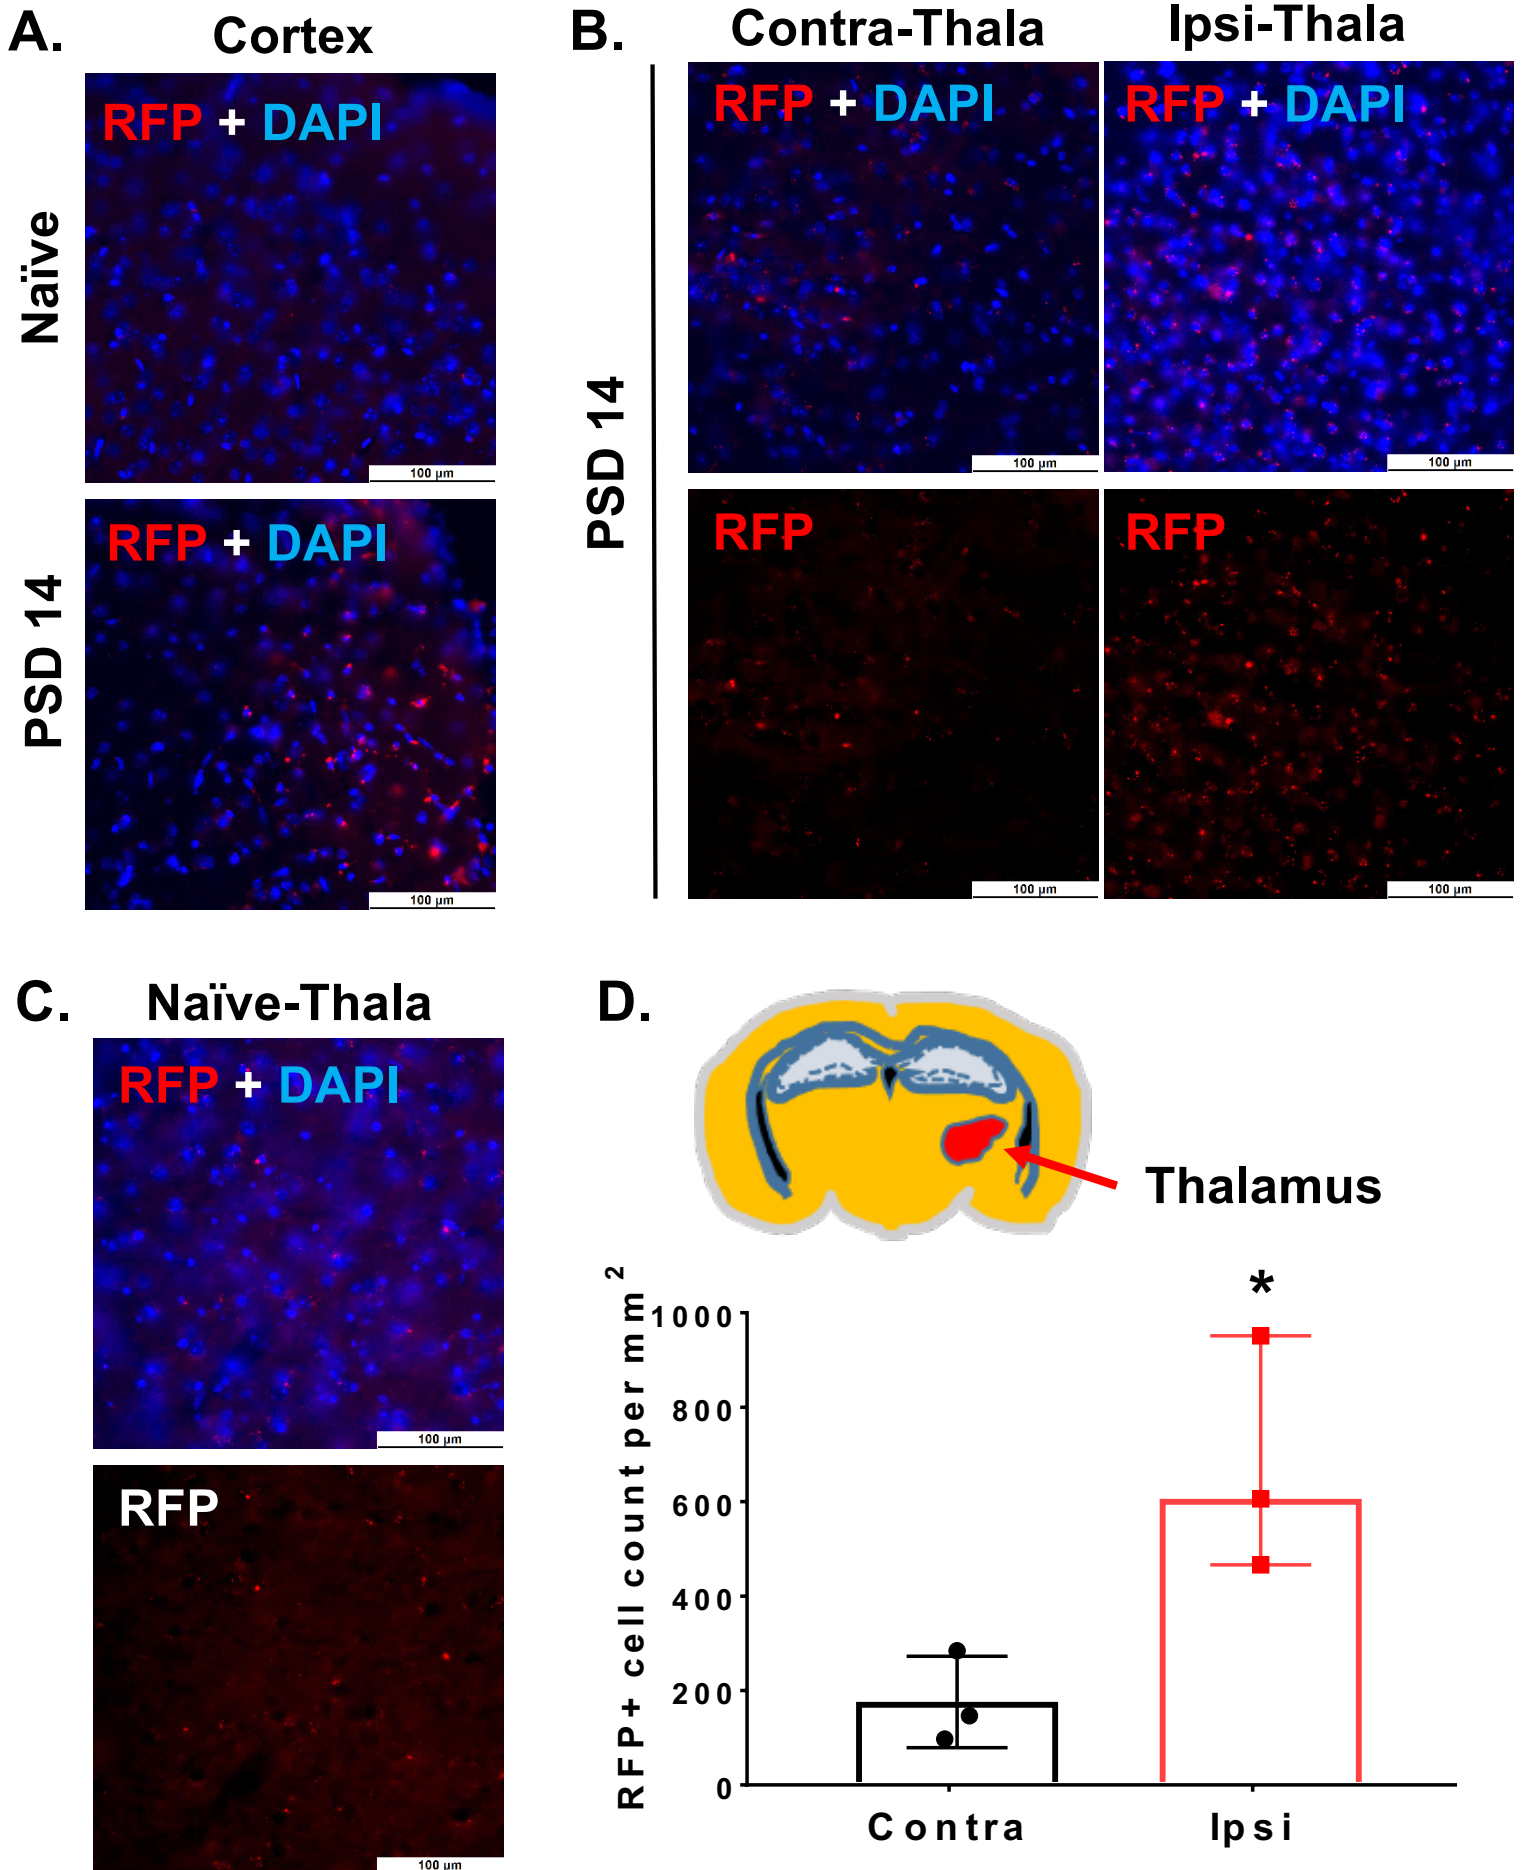 A.
Cortex
Naïve
RFP + DAPI
100 µm
PSD 14
RFP + DAPI
100 µm
B.
Contra-Thala
Ipsi-Thala
PSD 14
RFP + DAPI
100 µm
RFP + DAPI
100 µm
RFP
100 µm
RFP
100 µm
C.
Naïve-Thala
RFP + DAPI
100 µm
RFP
100 µm
D.
Thalamus
RFP+ cell count per mm²
*
1000
800
600
400
200
0
Contra
Ipsi